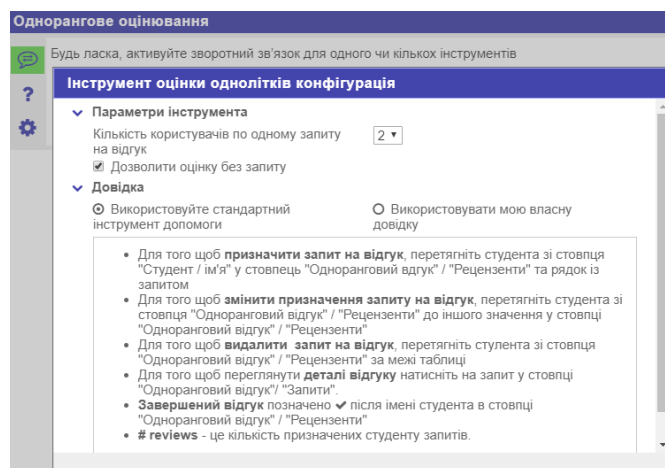 Однорангове оцінювання
Будь ласка, активуйте зворотний зв'язок для одного чи кількох інструментів
Інструмент оцінки однолітків конфігурація
Параметри інструмента
Кількість користувачів по одному запиту
на відгук
2
Дозволити оцінку без запиту
Довідка
Використовуйте стандартний
інструмент допомоги
Використовувати мою власну
довідку
Для того щоб призначити запит на відгук, перетягніть студента зі стовпця
"Студент / ім'я" у стовпець "Одноранговий вдгук" / "Рецензенти" та рядок із
запитом
Для того щоб змінити призначення запиту на відгук, перетягніть студента зі
стовпця "Одноранговий відгук" / "Рецензенти" до іншого значення у стовпці
"Одноранговий відгук" / "Рецензенти"
Для того щоб видалити запит на відгук, перетягніть стулента зі стовпця
"Одноранговий відгук" / "Рецензенти" за межі таблиці
Для того щоб переглянути деталі відгуку натисніть на запит у стовпці
"Одноранговий відгук"/ "Запити".
Завершений відгук позначено ✔ після імені студента в стовпці
"Одноранговий відгук" / "Рецензенти"
# reviews - це кількість призначених студенту запитів.